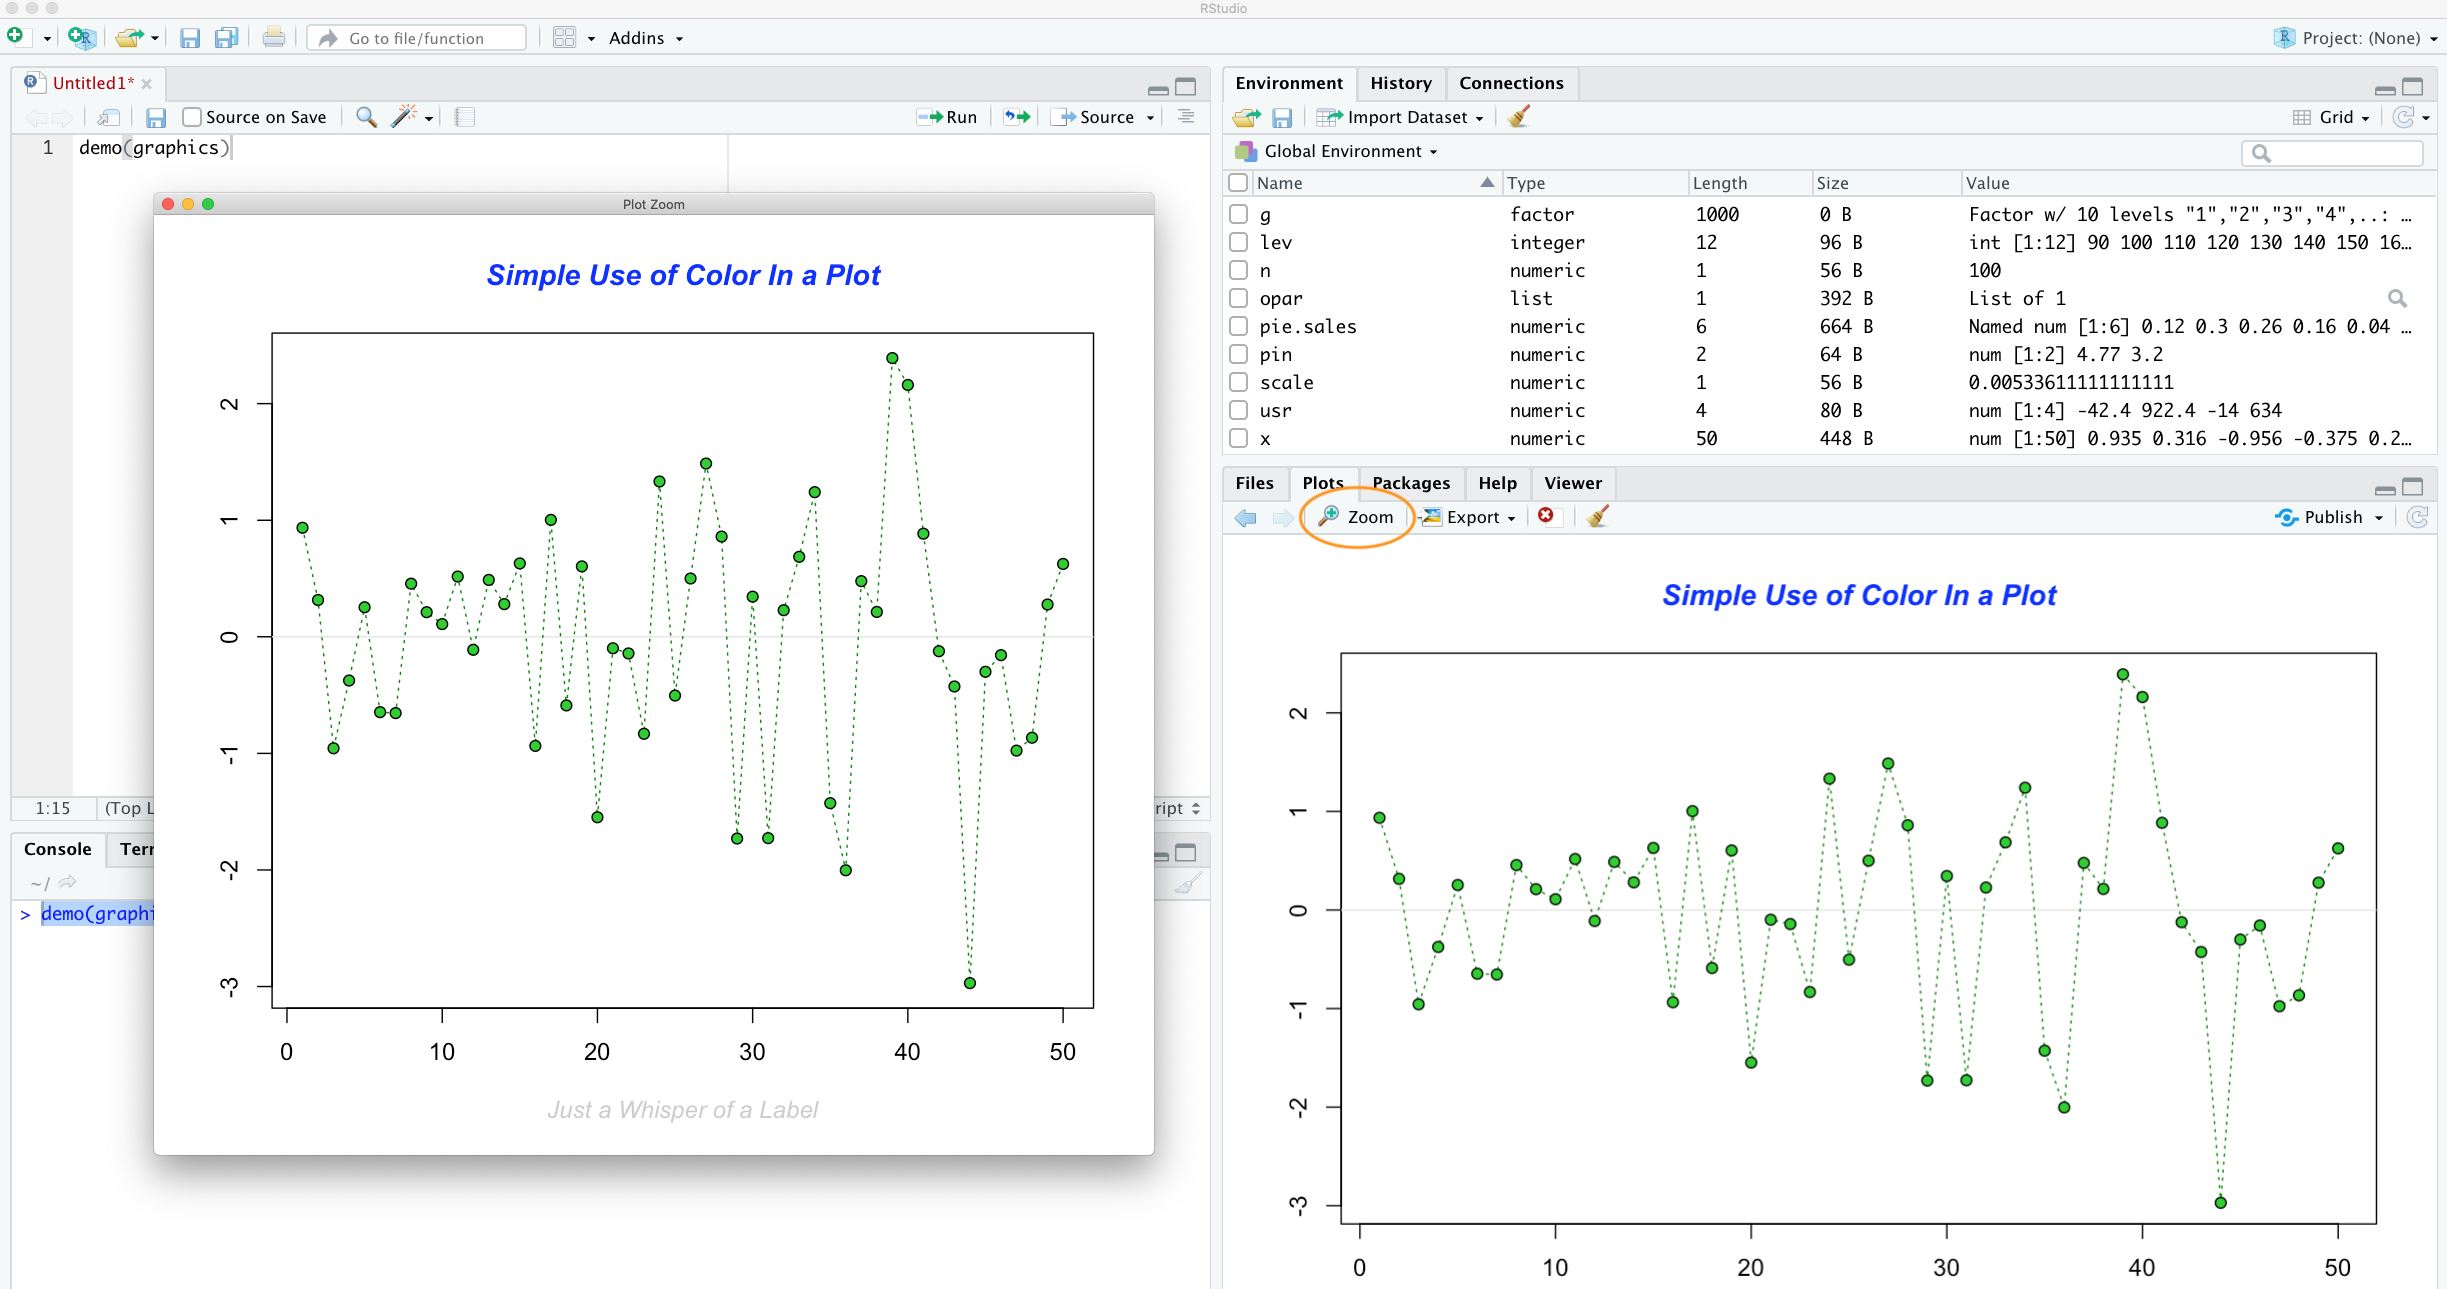 RStudio
Go to file/function
Addins
Project: (None)
Untitled1*
Source on Save
Run
Source
1 demo(graphics)
Plot Zoom
Simple Use of Color In a Plot
2
1
0
-1
-2
-3
0 10 20 30 40 50
Just a Whisper of a Label
1:15 (Top L
ript
Console Terr
~/
> demo(graphi
Environment History Connections
Import Dataset
Grid
Global Environment
Name Type Length Size Value
g factor 1000 0 B Factor w/ 10 levels "1","2","3","4",..: …
lev integer 12 96 B int [1:12] 90 100 110 120 130 140 150 16…
n numeric 1 56 B 100
opar list 1 392 B List of 1
pie.sales numeric 6 664 B Named num [1:6] 0.12 0.3 0.26 0.16 0.04 …
pin numeric 2 64 B num [1:2] 4.77 3.2
scale numeric 1 56 B 0.00533611111111111
usr numeric 4 80 B num [1:4] -42.4 922.4 -14 634
x numeric 50 448 B num [1:50] 0.935 0.316 -0.956 -0.375 0.2…
Files Plots Packages Help Viewer
Zoom Export Publish
Simple Use of Color In a Plot
2
1
0
-1
-2
-3
0 10 20 30 40 50